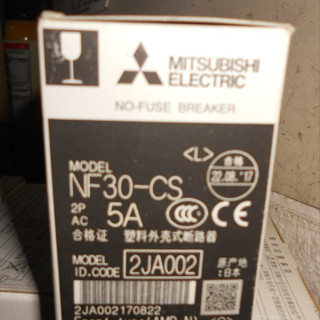 MITSUBISHI
ELECTRIC
NO-FUSE BREAKER
<L>
合格
22.08.'17
MODEL
NF30-CS
2P
AC 5A
CCC CE
合格证 塑料外壳式断路器
MODEL
ID.CODE 2JA002
原产地
:日本
2JA002170822